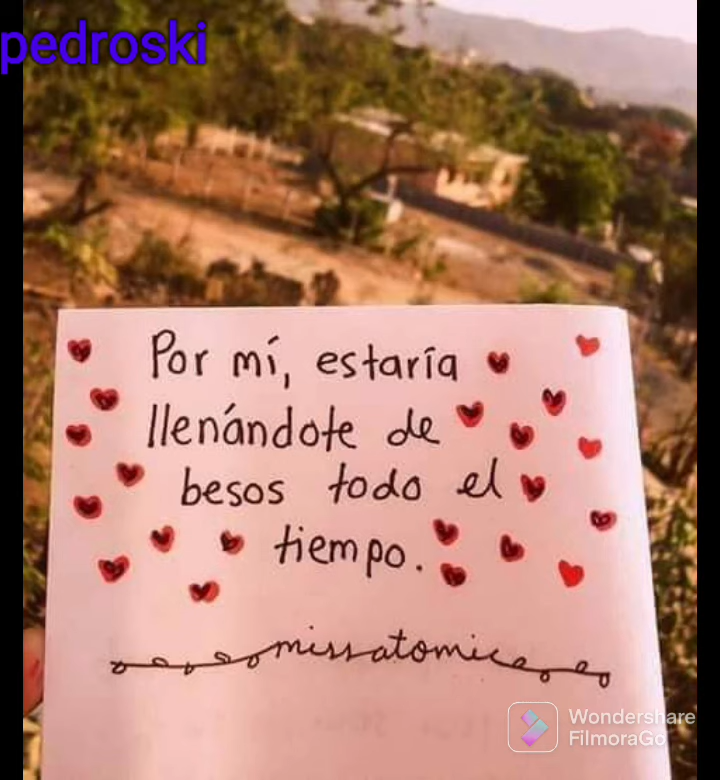 pedroski
Por mí, estaría
llenándote de
besos todo el
tiempo.
missatomic
Wondershare
FilmoraGo